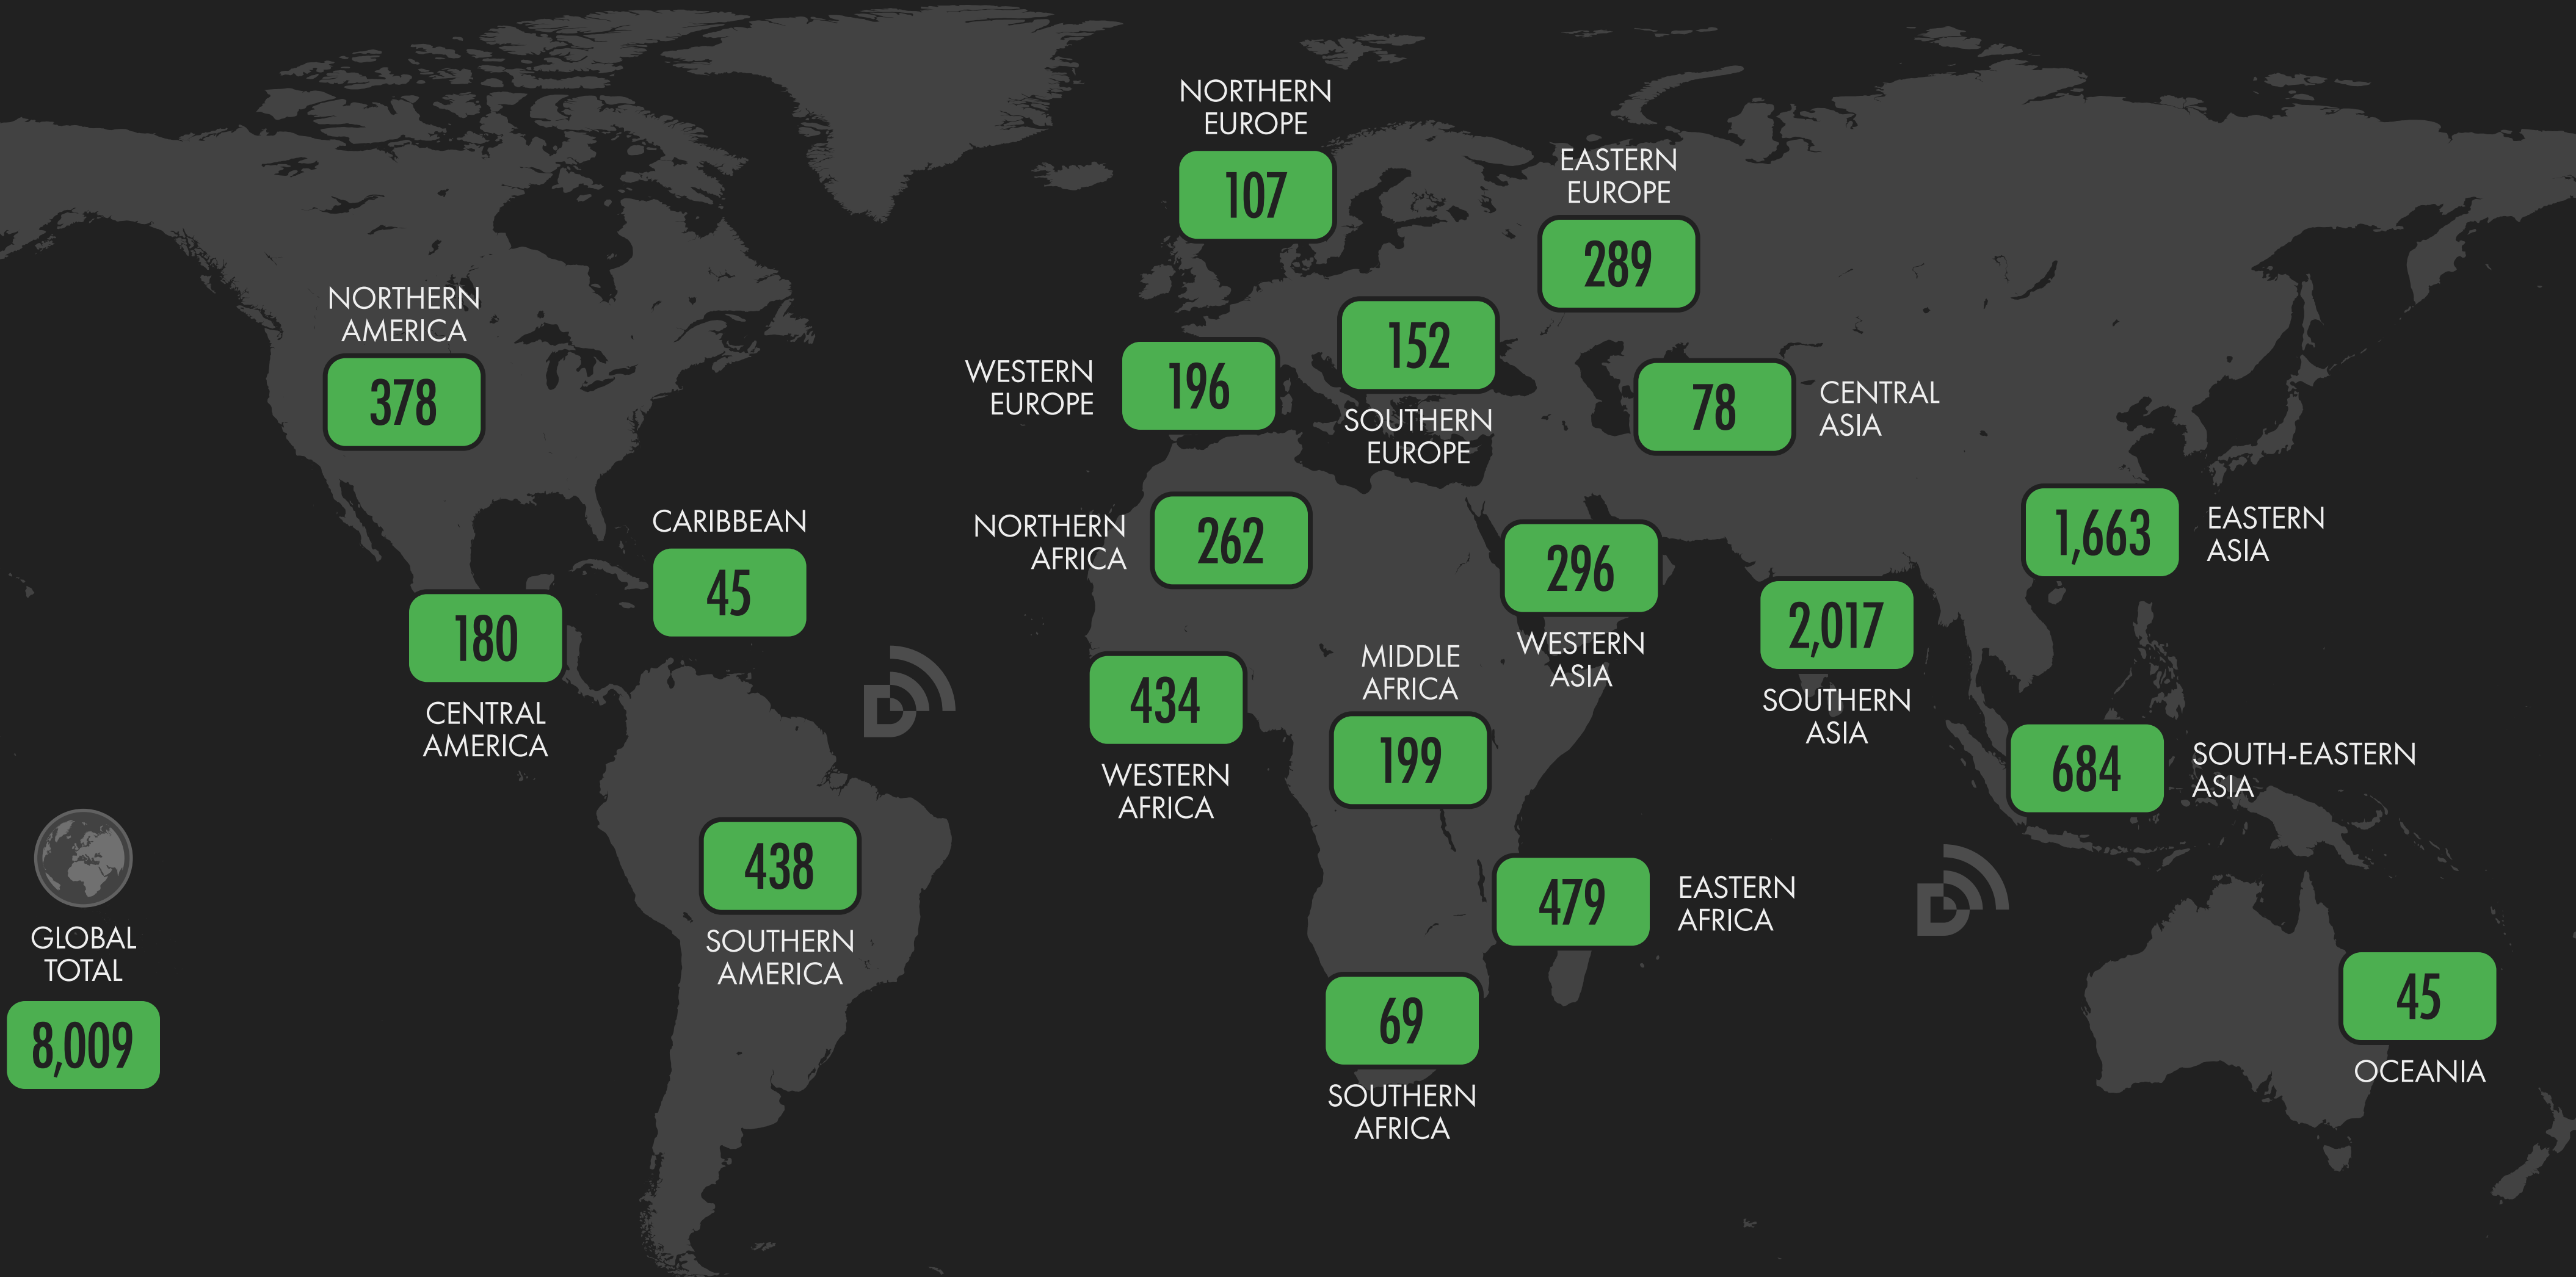 NORTHERN
EUROPE
107
EASTERN
EUROPE
289
NORTHERN
AMERICA
378
WESTERN
EUROPE
196
152
SOUTHERN
EUROPE
78
CENTRAL
ASIA
CARIBBEAN
45
NORTHERN
AFRICA
262
296
WESTERN
ASIA
1,663
EASTERN
ASIA
180
CENTRAL
AMERICA
2,017
SOUTHERN
ASIA
434
WESTERN
AFRICA
MIDDLE
AFRICA
199
684
SOUTH-EASTERN
ASIA
438
SOUTHERN
AMERICA
479
EASTERN
AFRICA
GLOBAL
TOTAL
8,009
69
SOUTHERN
AFRICA
45
OCEANIA